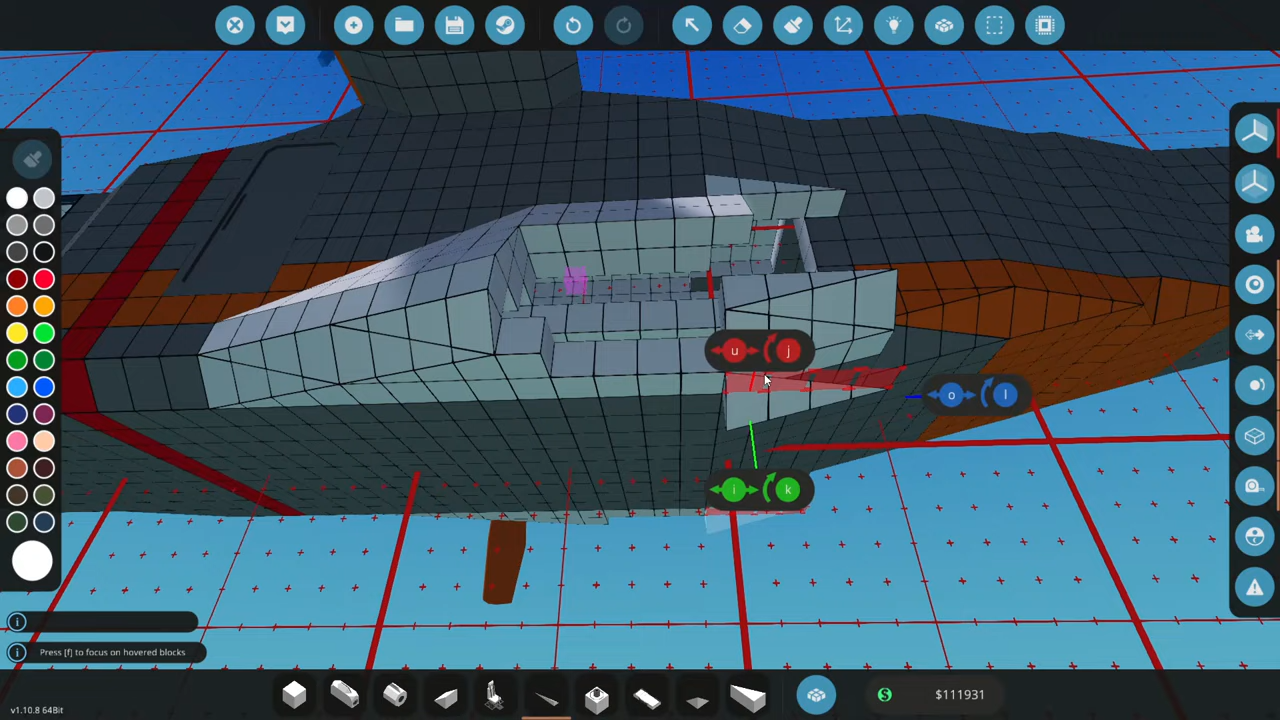 u j
o l
i k
Press [f] to focus on hovered blocks
$ $111931
v1.10.8 64Bit